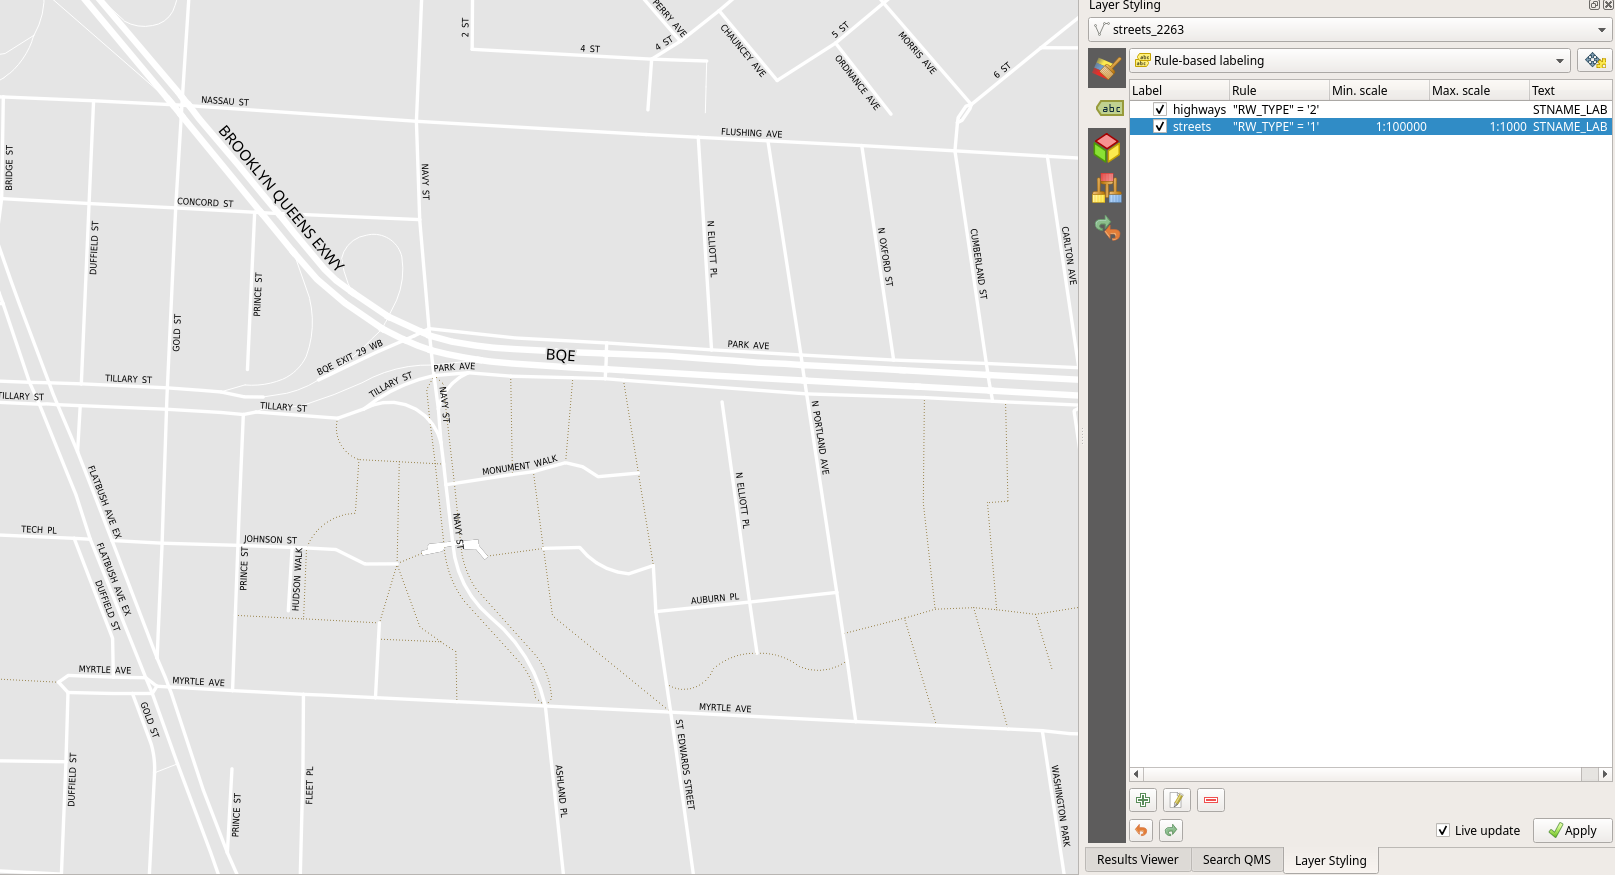 Layer Styling
streets_2263
Rule-based labeling
Label Rule Min. scale Max. scale Text
highways "RW_TYPE" = '2' STNAME_LAB
streets "RW_TYPE" = '1' 1:100000 1:1000 STNAME_LAB
Live update
Apply
Results Viewer Search QMS Layer Styling
abc
2 ST
4 ST
PERRY AVE
4 ST
CHAUNCEY AVE
5 ST
ORDNANCE AVE
MORRIS AVE
6 ST
NASSAU ST
BROOKLYN QUEENS EXWY
FLUSHING AVE
BRIDGE ST
NAVY ST
CONCORD ST
DUFFIELD ST
PRINCE ST
GOLD ST
N ELLIOTT PL
N OXFORD ST
CUMBERLAND ST
CARLTON AVE
BQE EXIT 29 WB
BQE
PARK AVE
PARK AVE
TILLARY ST
TILLARY ST
TILLARY ST
TILLARY ST
NAVY ST
N PORTLAND AVE
MONUMENT WALK
N ELLIOTT PL
FLATBUSH AVE EX
TECH PL
JOHNSON ST
NAVY ST
FLATBUSH AVE EX
DUFFIELD ST
PRINCE ST
HUDSON WALK
AUBURN PL
MYRTLE AVE
MYRTLE AVE
MYRTLE AVE
GOLD ST
DUFFIELD ST
PRINCE ST
FLEET PL
ASHLAND PL
ST EDWARDS STREET
WASHINGTON PARK